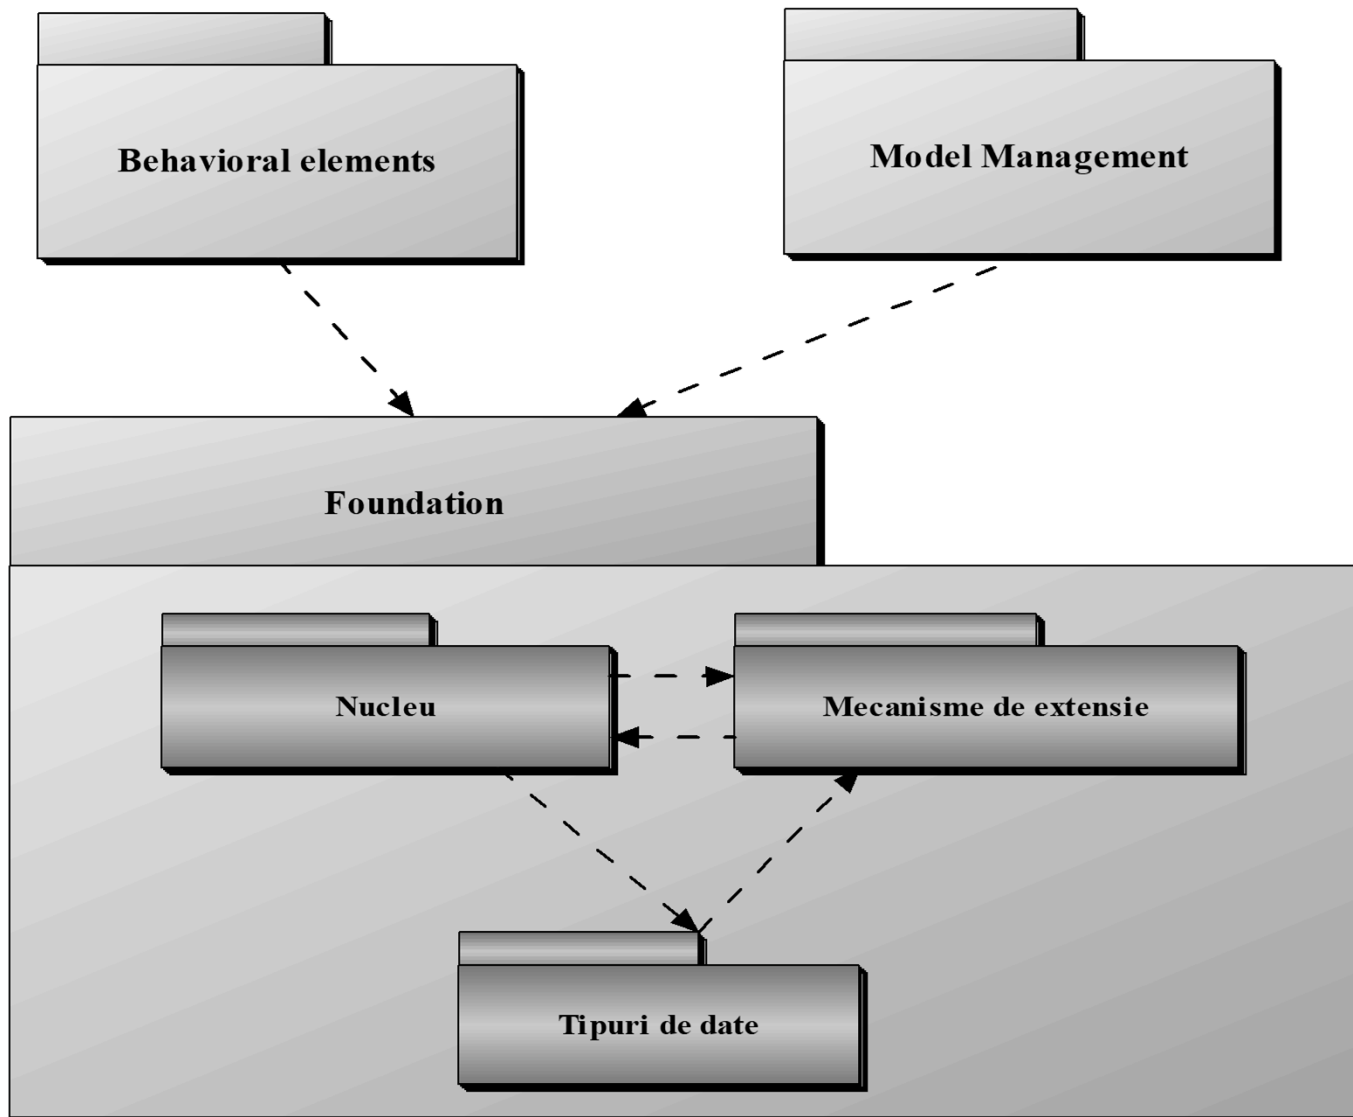 Behavioral elements
Model Management
Foundation
Nucleu
Mecanisme de extensie
Tipuri de date